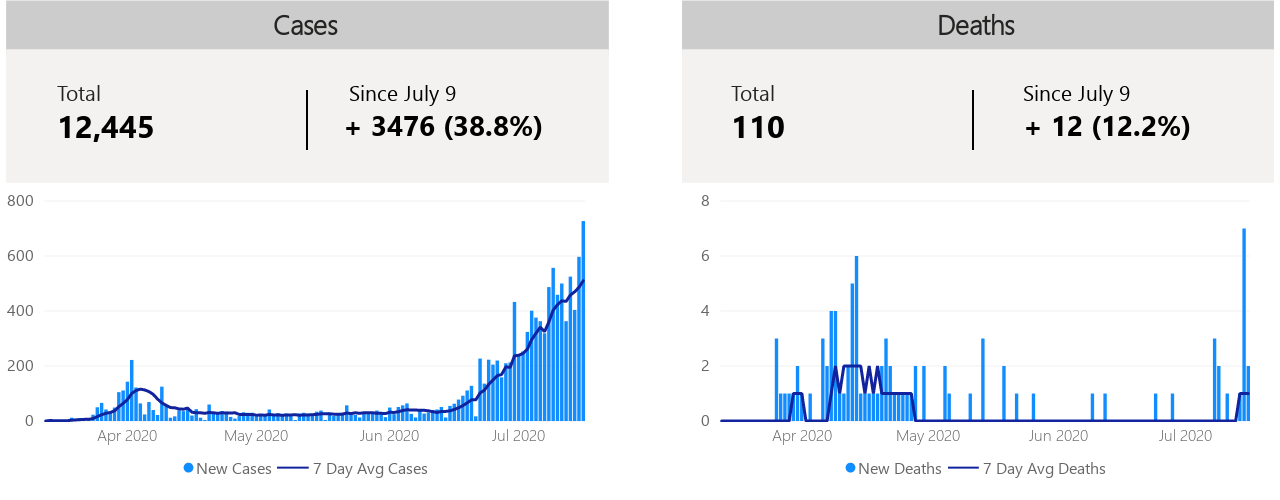 Cases
Total
Since July 9
12,445
+ 3476 (38.8%)
800
600
400
200
0
Apr 2020
May 2020
Jun 2020
Jul 2020
New Cases
7 Day Avg Cases
Deaths
Total
Since July 9
110
+ 12 (12.2%)
8
6
4
2
0
Apr 2020
May 2020
Jun 2020
Jul 2020
New Deaths
7 Day Avg Deaths